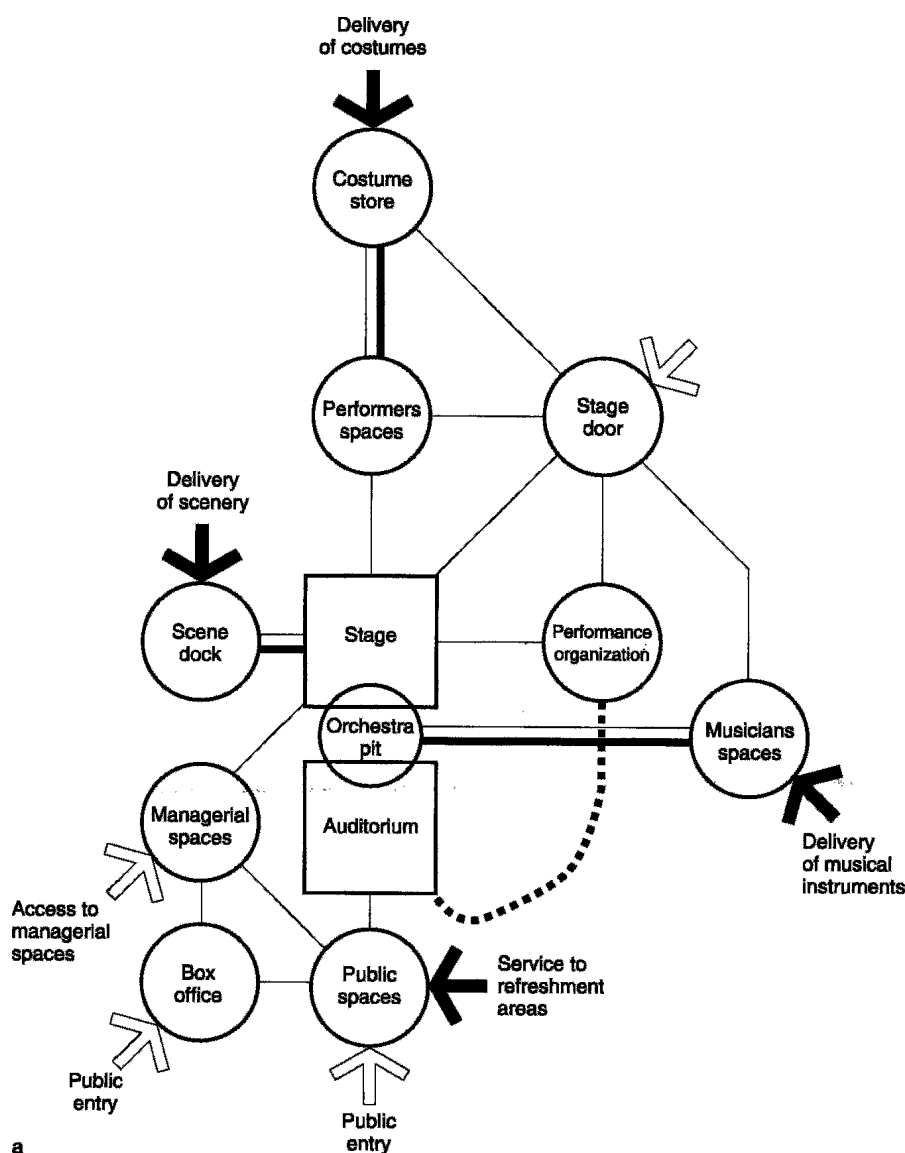 Delivery
of costumes
Costume
store
Performers
spaces
Stage
door
Delivery
of scenery
Scene
dock
Stage
Performance
organization
Orchestra
pit
Musicians
spaces
Managerial
spaces
Auditorium
Delivery
of musical
instruments
Access to
managerial
spaces
Box
office
Public
spaces
Service to
refreshment
areas
Public
entry
Public
entry
a